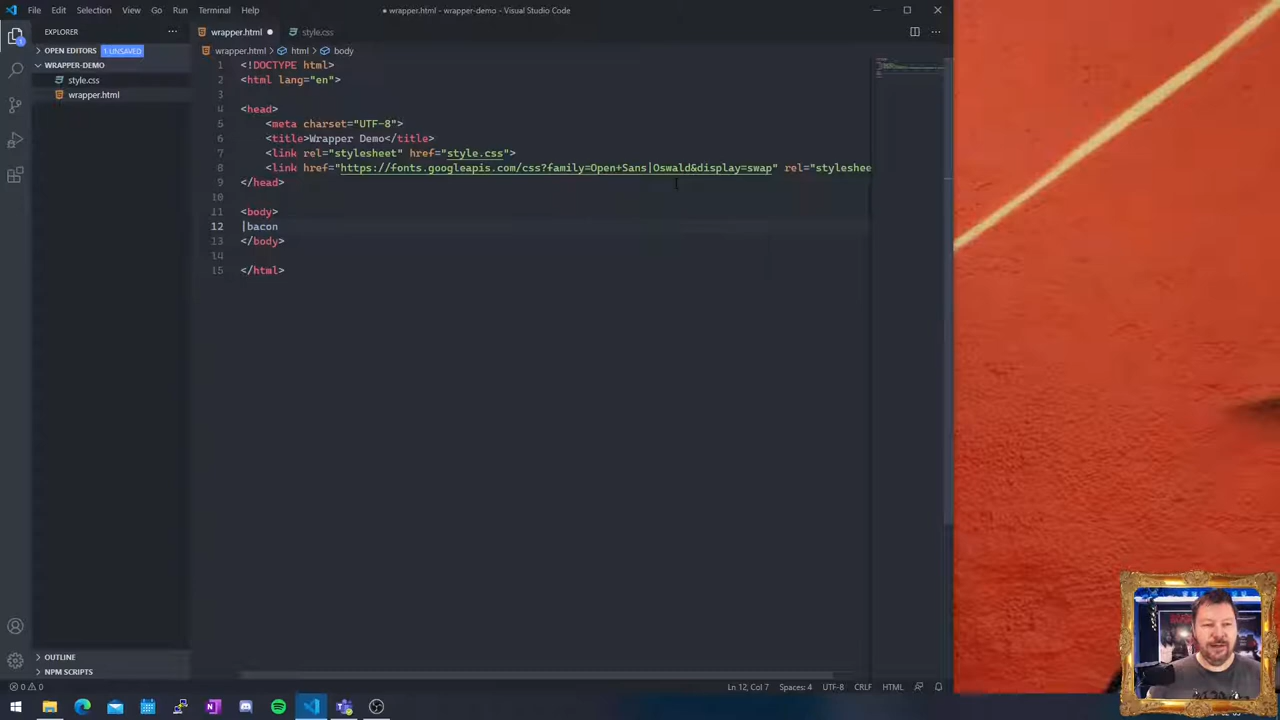 File Edit Selection View Go Run Terminal Help
● wrapper.html - wrapper-demo - Visual Studio Code
EXPLORER
wrapper.html
style.css
OPEN EDITORS 1 UNSAVED
wrapper.html > html > body
WRAPPER-DEMO
style.css
wrapper.html
1 <!DOCTYPE html>
2 <html lang="en">
3
4 <head>
5 <meta charset="UTF-8">
6 <title>Wrapper Demo</title>
7 <link rel="stylesheet" href="style.css">
8 <link href="https://fonts.googleapis.com/css?family=Open+Sans|Oswald&display=swap" rel="styleshee
9 </head>
10
11 <body>
12 |bacon
13 </body>
14
15 </html>
OUTLINE
NPM SCRIPTS
0 0
Ln 12, Col 7 Spaces: 4 UTF-8 CRLF HTML